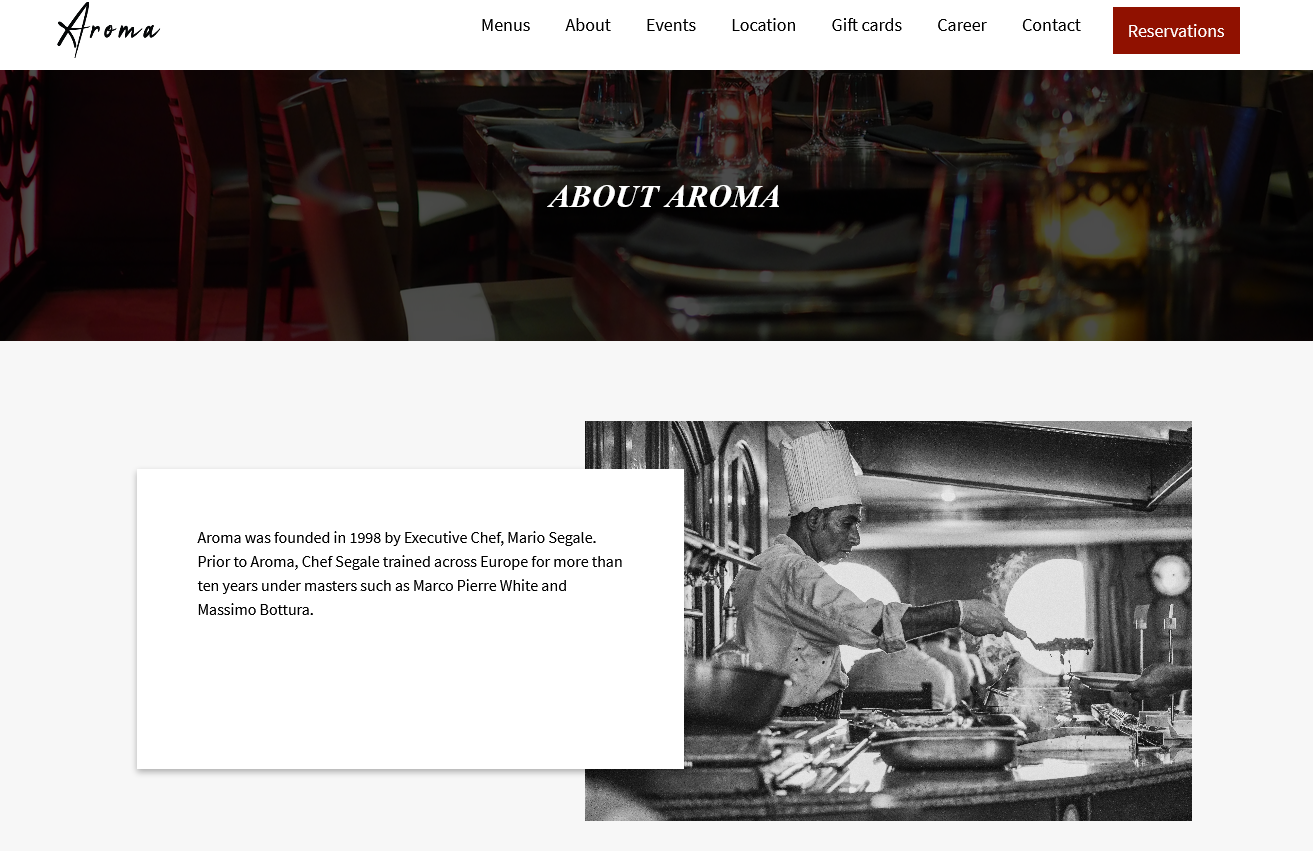 Aroma
Menus
About
Events
Location
Gift cards
Career
Contact
Reservations
ABOUT AROMA
Aroma was founded in 1998 by Executive Chef, Mario Segale.
Prior to Aroma, Chef Segale trained across Europe for more than
ten years under masters such as Marco Pierre White and
Massimo Bottura.